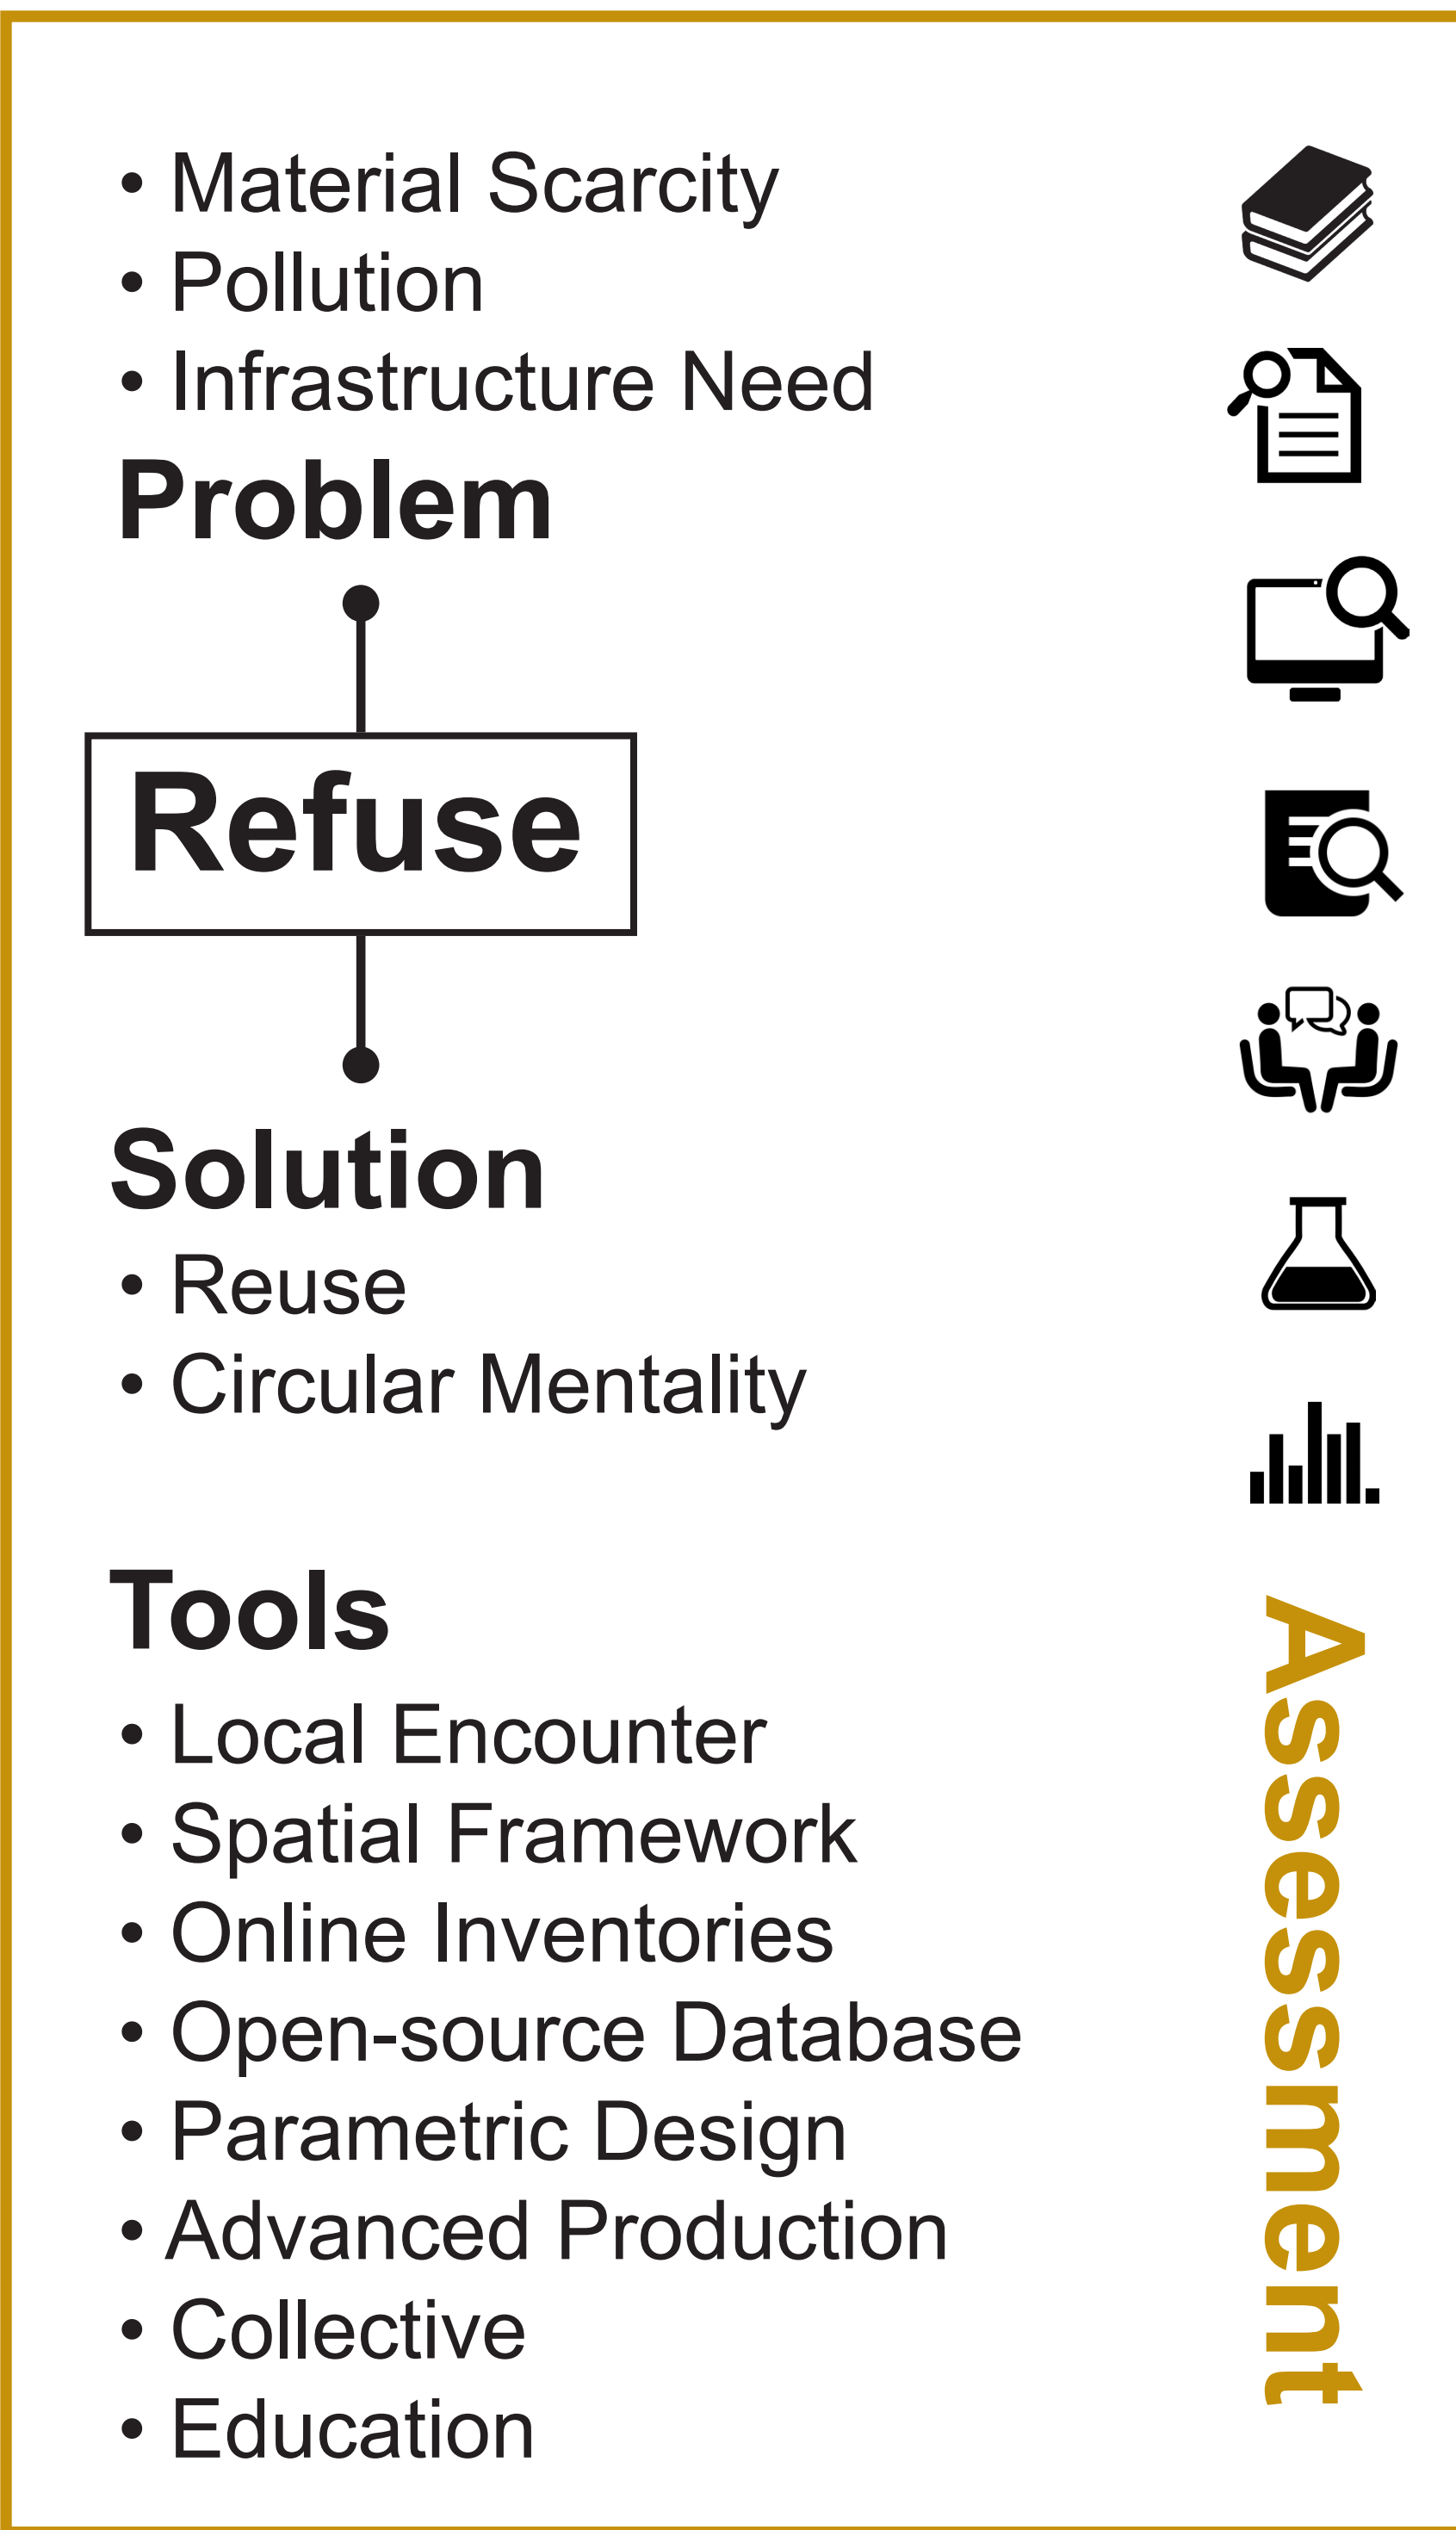 • Material Scarcity
• Pollution
• Infrastructure Need
Problem
Refuse
Solution
• Reuse
• Circular Mentality
Tools
• Local Encounter
• Spatial Framework
• Online Inventories
• Open-source Database
• Parametric Design
• Advanced Production
• Collective
• Education
Assessment